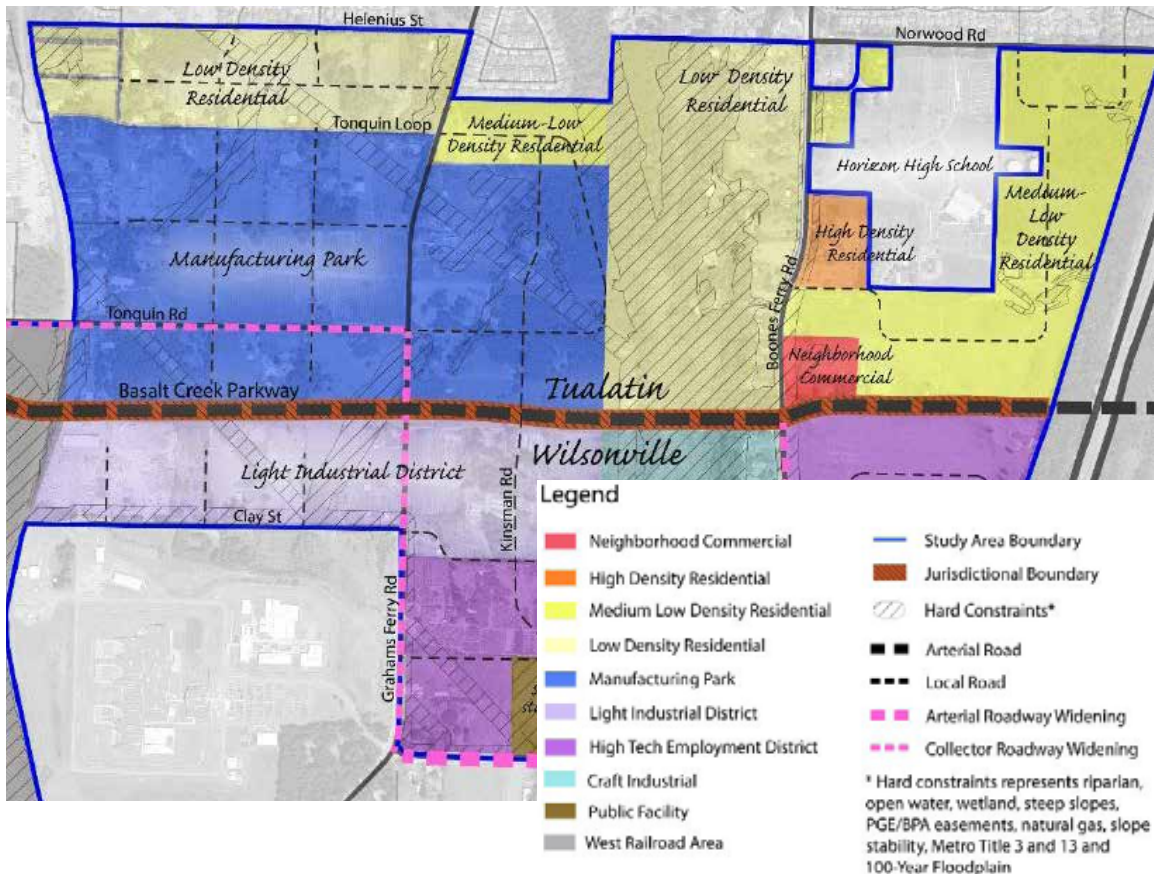 Helenius St
Norwood Rd
Low Density
Residential
Low Density
Residential
Tonquin Loop
Medium-Low
Density Residential
Horizon High School
Medium-
Low
Density
Residential
High Density
Residential
Manufacturing Park
Boones Ferry Rd
Tonquin Rd
Neighborhood
Commercial
Basalt Creek Parkway
Tualatin
Wilsonville
Light Industrial District
Kinsman Rd
Clay St
Grahams Ferry Rd
Legend
Neighborhood Commercial
High Density Residential
Medium Low Density Residential
Low Density Residential
Manufacturing Park
Light Industrial District
High Tech Employment District
Craft Industrial
Public Facility
West Railroad Area
Study Area Boundary
Jurisdictional Boundary
Hard Constraints*
Arterial Road
Local Road
Arterial Roadway Widening
Collector Roadway Widening
* Hard constraints represents riparian,
open water, wetland, steep slopes,
PGE/BPA easements, natural gas, slope
stability, Metro Title 3 and 13 and
100-Year Floodplain